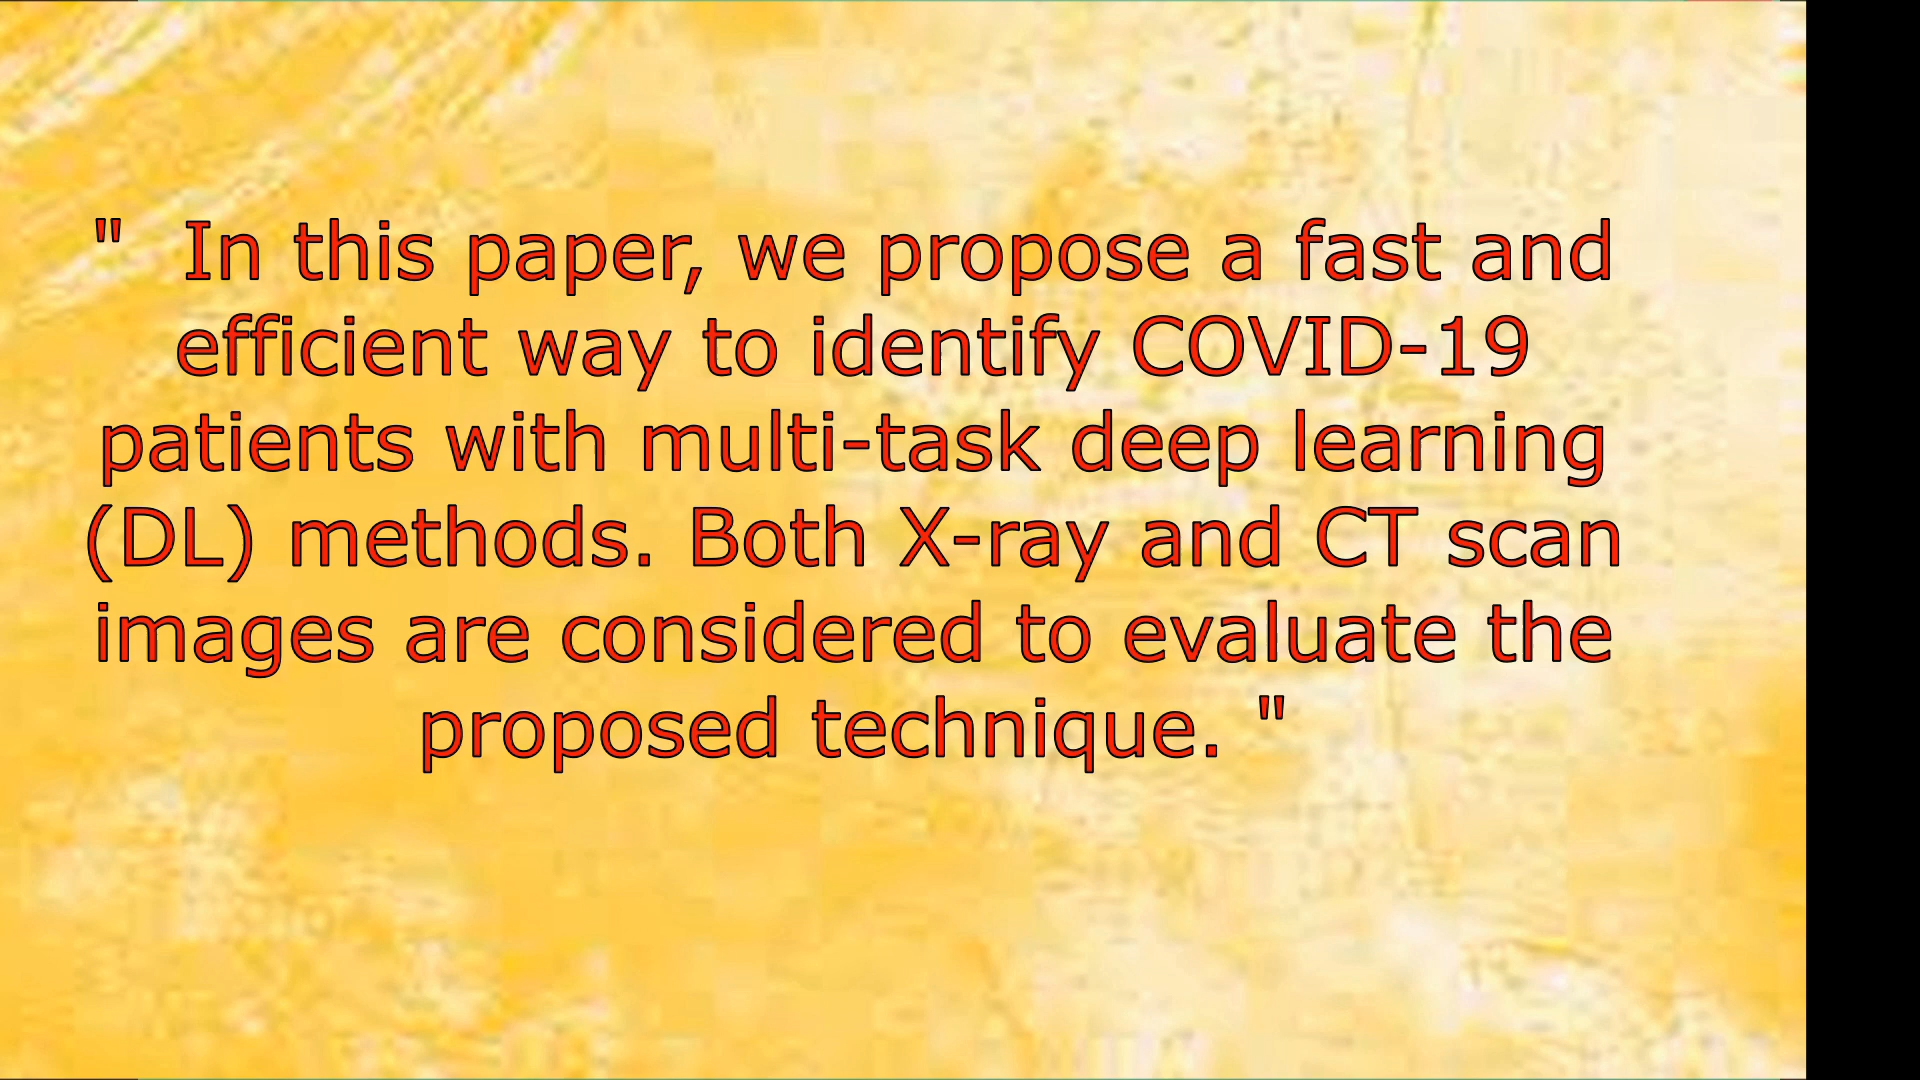 " In this paper, we propose a fast and
efficient way to identify COVID-19
patients with multi-task deep learning
(DL) methods. Both X-ray and CT scan
images are considered to evaluate the
proposed technique. "